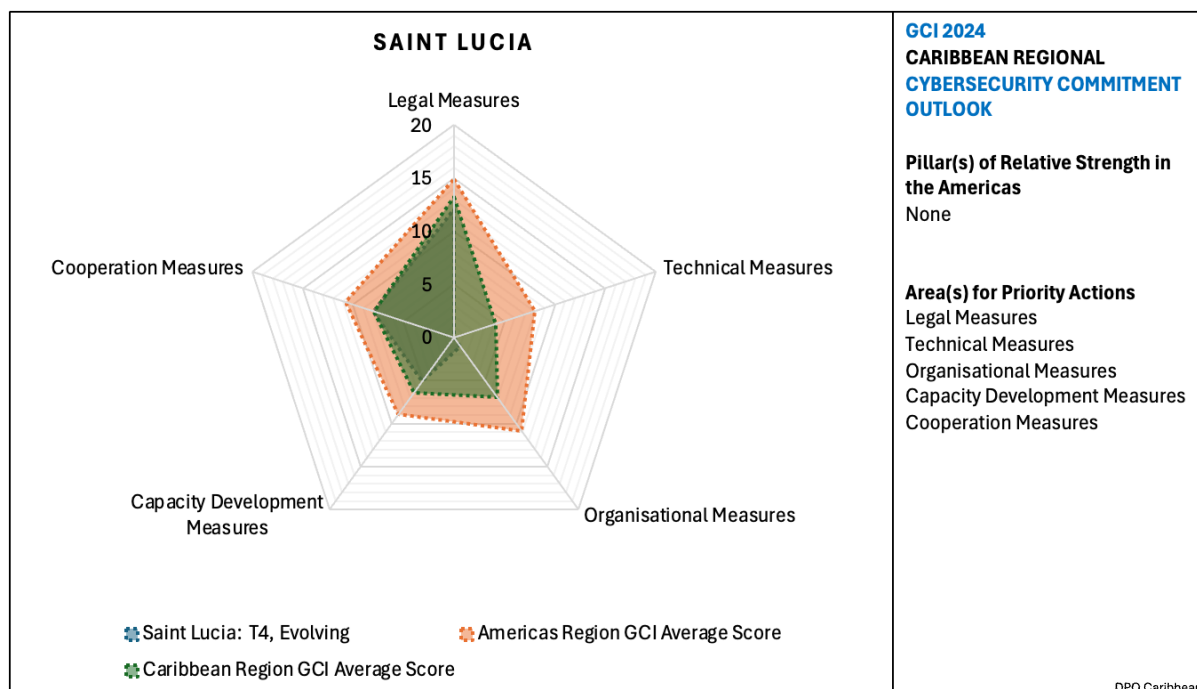 SAINT LUCIA
Legal Measures
20
15
10
5
0
Technical Measures
Cooperation Measures
Capacity Development
Measures
Organisational Measures
Saint Lucia: T4, Evolving
Americas Region GCI Average Score
Caribbean Region GCI Average Score
GCI 2024
CARIBBEAN REGIONAL
CYBERSECURITY COMMITMENT
OUTLOOK
Pillar(s) of Relative Strength in
the Americas
None
Area(s) for Priority Actions
Legal Measures
Technical Measures
Organisational Measures
Capacity Development Measures
Cooperation Measures